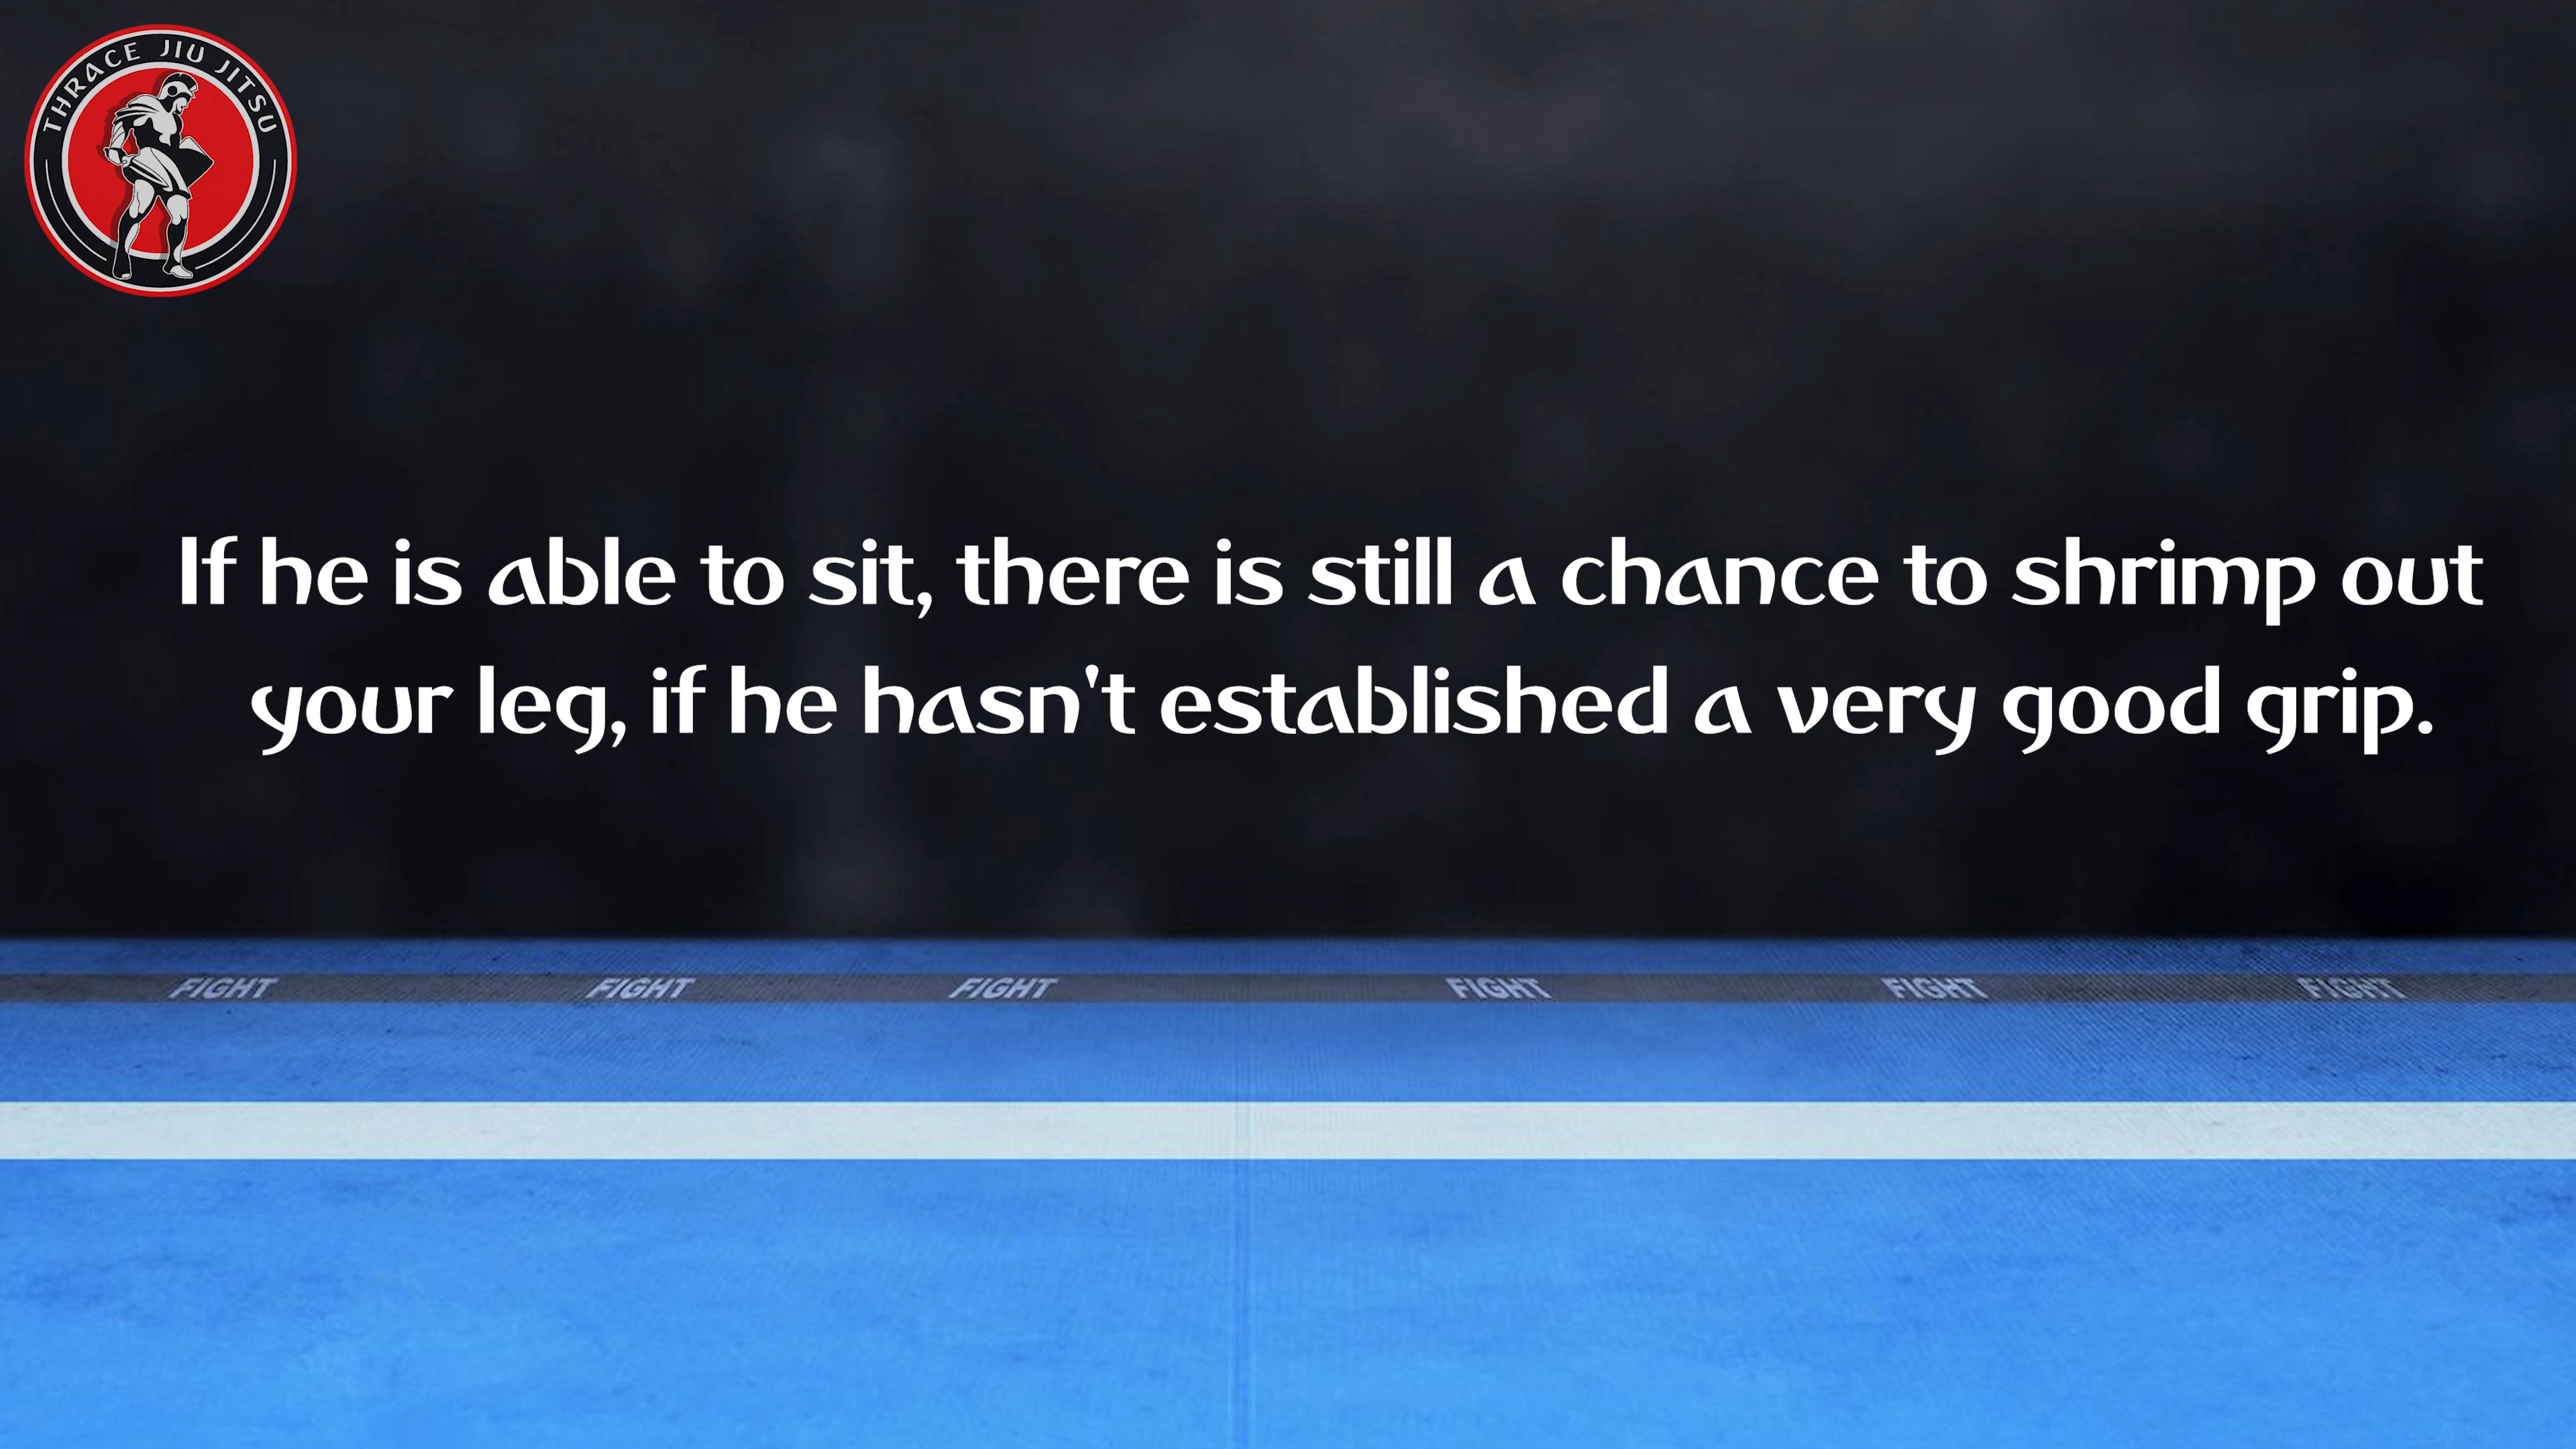 THRACE JIU JITSU
If he is able to sit, there is still a chance to shrimp out
your leg, if he hasn't established a very good grip.
FIGHT FIGHT FIGHT FIGHT FIGHT FIGHT